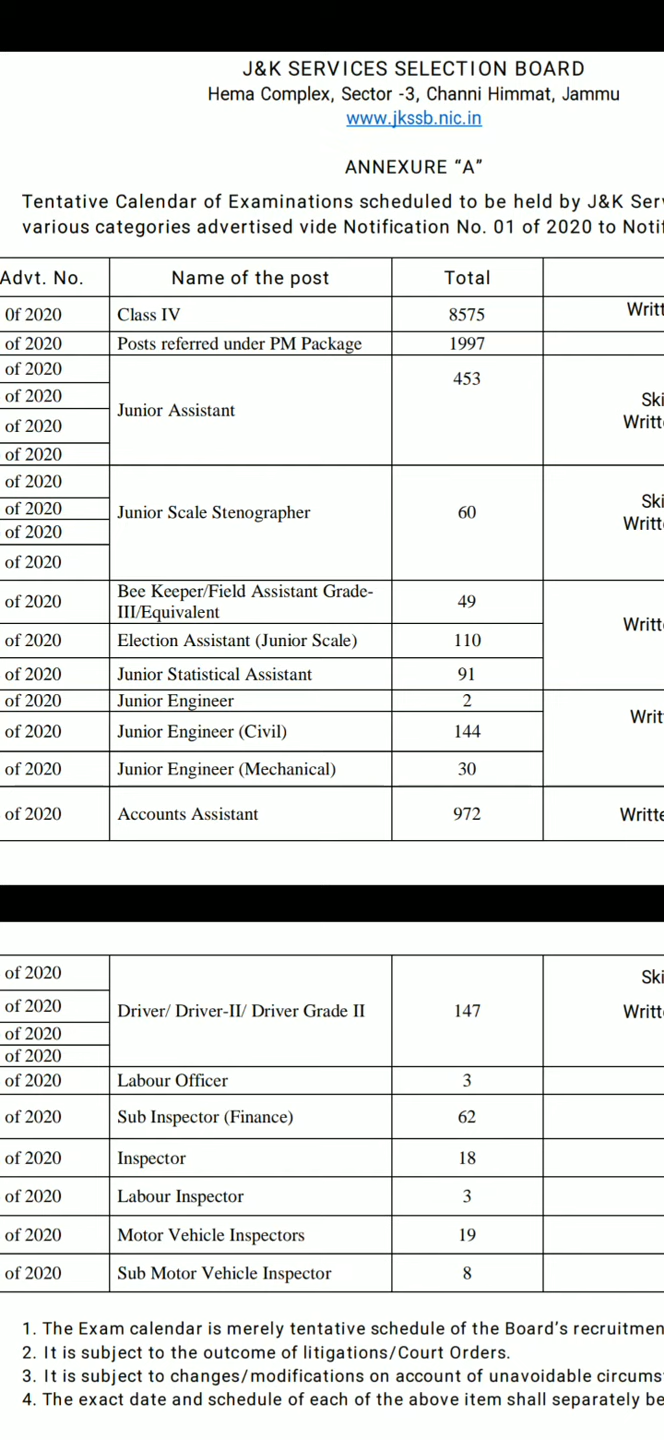 J&K SERVICES SELECTION BOARD
Hema Complex, Sector -3, Channi Himmat, Jammu
www.jkssb.nic.in
ANNEXURE “A”
Tentative Calendar of Examinations scheduled to be held by J&K Ser
various categories advertised vide Notification No. 01 of 2020 to Notif
Advt. No. Name of the post Total
0f 2020 Class IV 8575 Writt
of 2020 Posts referred under PM Package 1997
of 2020
453
of 2020 Ski
Junior Assistant
of 2020 Writt
of 2020
of 2020
Ski
of 2020
Junior Scale Stenographer 60
of 2020 Writt
of 2020
Bee Keeper/Field Assistant Grade-
of 2020 49
III/Equivalent
Writt
of 2020 Election Assistant (Junior Scale) 110
of 2020 Junior Statistical Assistant 91
of 2020 Junior Engineer 2
Writ
of 2020 Junior Engineer (Civil) 144
of 2020 Junior Engineer (Mechanical) 30
of 2020 Accounts Assistant 972 Writte
of 2020 Ski
of 2020
Driver/ Driver-II/ Driver Grade II 147 Writt
of 2020
of 2020
of 2020 Labour Officer 3
of 2020 Sub Inspector (Finance) 62
of 2020 Inspector 18
of 2020 Labour Inspector 3
of 2020 Motor Vehicle Inspectors 19
of 2020 Sub Motor Vehicle Inspector 8
1. The Exam calendar is merely tentative schedule of the Board’s recruitmen
2. It is subject to the outcome of litigations/Court Orders.
3. It is subject to changes/modifications on account of unavoidable circums
4. The exact date and schedule of each of the above item shall separately be